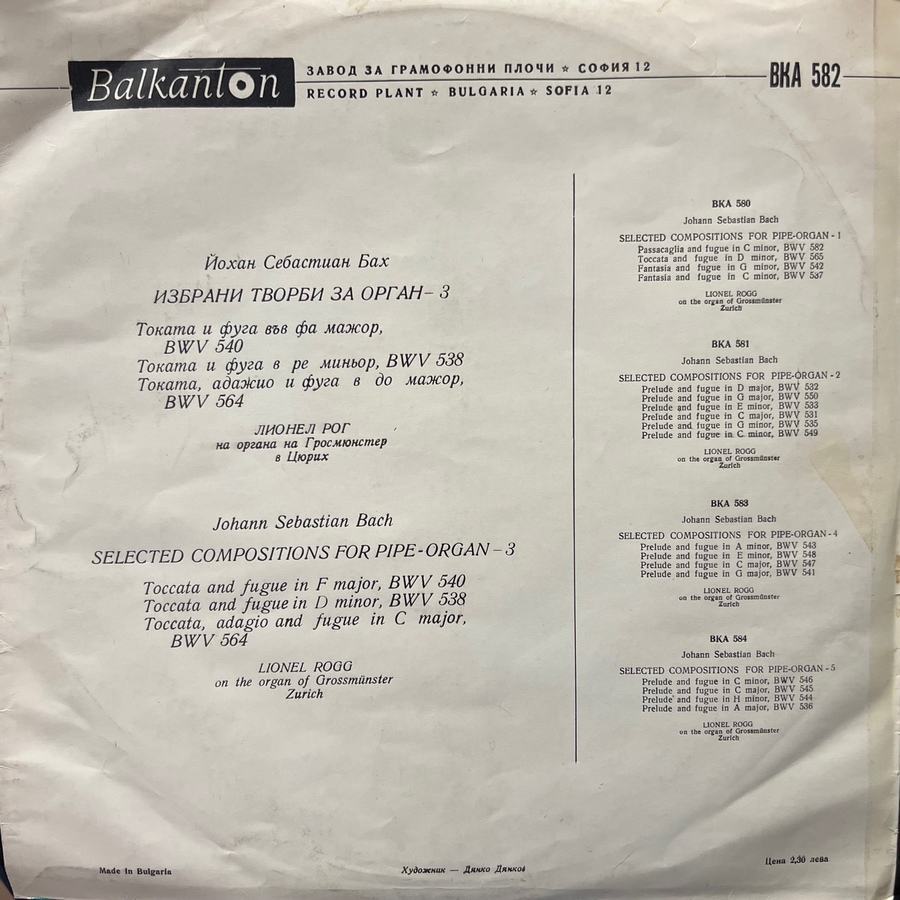 Balkanton
ЗАВОД ЗА ГРАМОФОННИ ПЛОЧИ ☆ СОФИЯ 12
RECORD PLANT ☆ BULGARIA ☆ SOFIA 12
ВКА 582
Йохан Себастиан Бах
ИЗБРАНИ ТВОРБИ ЗА ОРГАН – 3
Токата и фуга във фа мажор,
BWV 540
Токата и фуга в ре миньор, BWV 538
Токата, адажио и фуга в до мажор,
BWV 564
ЛИОНЕЛ РОГ
на органа на Гросмюнстер
в Цюрих
Johann Sebastian Bach
SELECTED COMPOSITIONS FOR PIPE-ORGAN – 3
Toccata and fugue in F major, BWV 540
Toccata and fugue in D minor, BWV 538
Toccata, adagio and fugue in C major,
BWV 564
LIONEL ROGG
on the organ of Grossmünster
Zurich
ВКА 580
Johann Sebastian Bach
SELECTED COMPOSITIONS FOR PIPE-ORGAN - 1
Passacaglia and fugue in C minor, BWV 582
Toccata and fugue in D minor, BWV 565
Fantasia and fugue in G minor, BWV 542
Fantasia and fugue in C minor, BWV 537
LIONEL ROGG
on the organ of Grossmünster
Zurich
ВКА 581
Johann Sebastian Bach
SELECTED COMPOSITIONS FOR PIPE-ORGAN - 2
Prelude and fugue in D major, BWV 532
Prelude and fugue in G major, BWV 550
Prelude and fugue in E minor, BWV 533
Prelude and fugue in C major, BWV 531
Prelude and fugue in G minor, BWV 535
Prelude and fugue in C minor, BWV 549
LIONEL ROGG
on the organ of Grossmünster
Zurich
ВКА 583
Johann Sebastian Bach
SELECTED COMPOSITIONS FOR PIPE-ORGAN - 4
Prelude and fugue in A minor, BWV 543
Prelude and fugue in E minor, BWV 548
Prelude and fugue in C major, BWV 547
Prelude and fugue in G major, BWV 541
LIONEL ROGG
on the organ of Grossmünster
Zurich
ВКА 584
Johann Sebastian Bach
SELECTED COMPOSITIONS FOR PIPE-ORGAN - 5
Prelude and fugue in C minor, BWV 546
Prelude and fugue in C major, BWV 545
Prelude and fugue in H minor, BWV 544
Prelude and fugue in A major, BWV 536
LIONEL ROGG
on the organ of Grossmünster
Zurich
Made in Bulgaria
Художник — Дянко Дянков
Цена 2,30 лева